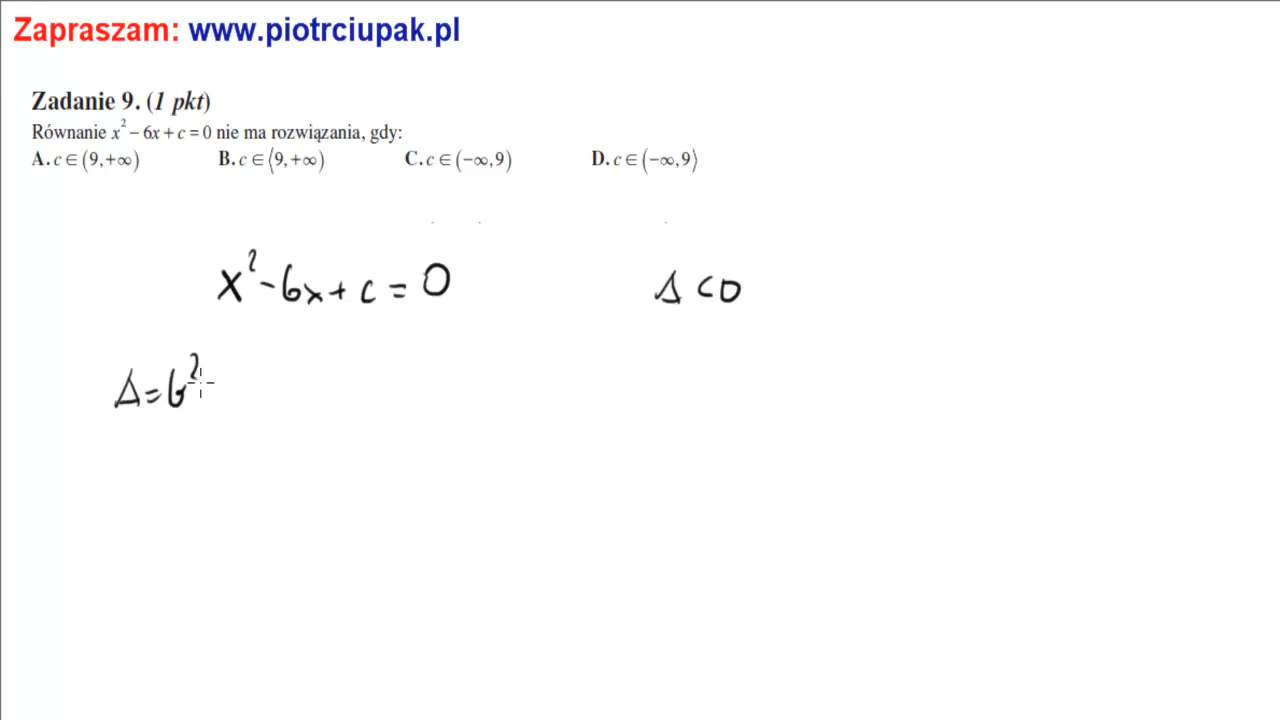 Zapraszam: www.piotrciupak.pl
Zadanie 9. (1 pkt)
Równanie x² – 6x + c = 0 nie ma rozwiązania, gdy:
A. c ∈ (9,+∞) B. c ∈ ⟨9,+∞) C. c ∈ (−∞,9) D. c ∈ (−∞,9⟩
x² - 6x + c = 0 Δ < 0
Δ = b²